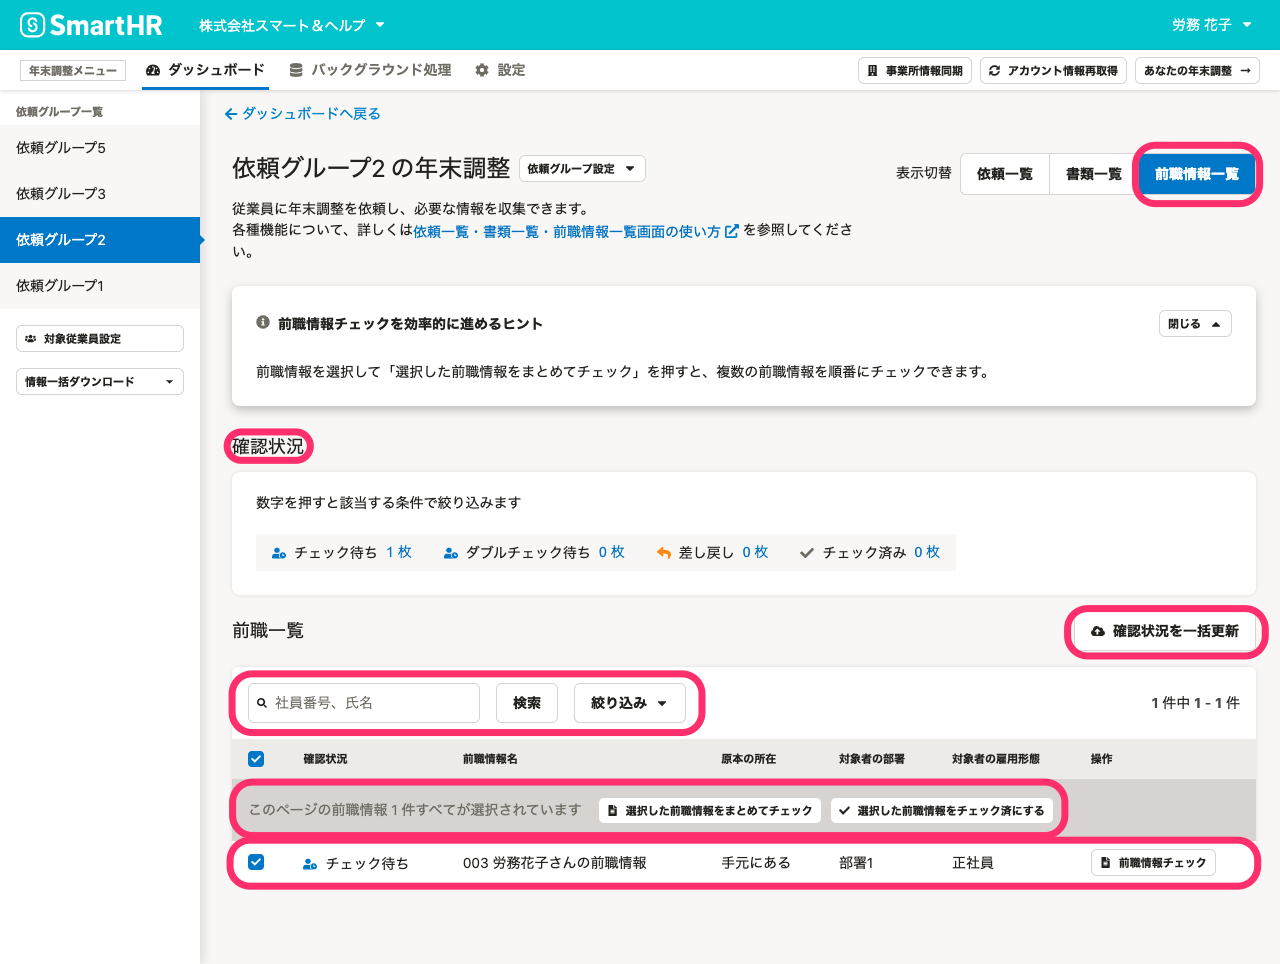 SmartHR 株式会社スマート＆ヘルプ 労務 花子
年末調整メニュー ダッシュボード バックグラウンド処理 設定 事業所情報同期 アカウント情報再取得 あなたの年末調整 →
依頼グループ一覧
依頼グループ5
依頼グループ3
依頼グループ2
依頼グループ1
対象従業員設定
情報一括ダウンロード
← ダッシュボードへ戻る
依頼グループ2 の年末調整 依頼グループ設定 表示切替 依頼一覧 書類一覧 前職情報一覧
従業員に年末調整を依頼し、必要な情報を収集できます。
各種機能について、詳しくは依頼一覧・書類一覧・前職情報一覧画面の使い方 を参照してくださ
い。
前職情報チェックを効率的に進めるヒント 閉じる
前職情報を選択して「選択した前職情報をまとめてチェック」を押すと、複数の前職情報を順番にチェックできます。
確認状況
数字を押すと該当する条件で絞り込みます
チェック待ち 1 枚 ダブルチェック待ち 0 枚 差し戻し 0 枚 チェック済み 0 枚
前職一覧 確認状況を一括更新
社員番号、氏名 検索 絞り込み 1 件中 1 - 1 件
確認状況 前職情報名 原本の所在 対象者の部署 対象者の雇用形態 操作
このページの前職情報 1 件すべてが選択されています 選択した前職情報をまとめてチェック 選択した前職情報をチェック済にする
チェック待ち 003 労務花子さんの前職情報 手元にある 部署1 正社員 前職情報チェック